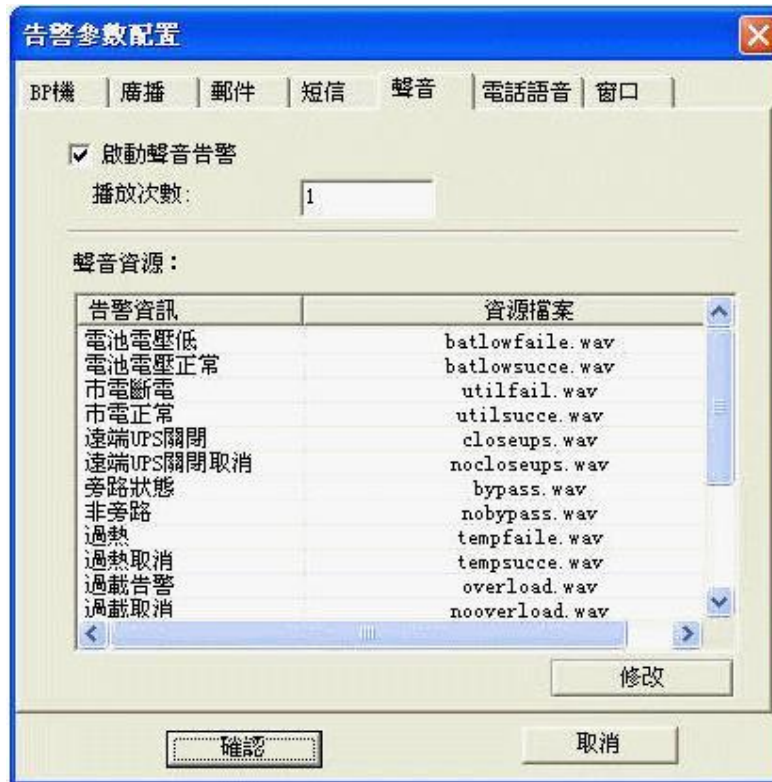 告警參數配置
BP機 廣播 郵件 短信 聲音 電話語音 窗口
啟動聲音告警
播放次數: 1
聲音資源：
告警資訊 資源檔案
電池電壓低 batlowfaile.wav
電池電壓正常 batlowsucce.wav
市電斷電 utilfail.wav
市電正常 utilsucce.wav
遠端UPS關閉 closeups.wav
遠端UPS關閉取消 nocloseups.wav
旁路狀態 bypass.wav
非旁路 nobypass.wav
過熱 tempfaile.wav
過熱取消 tempsucce.wav
過載告警 overload.wav
過載取消 nooverload.wav
修改
確認 取消